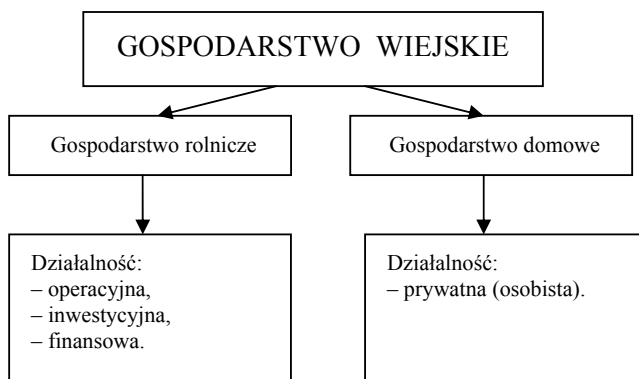 GOSPODARSTWO WIEJSKIE
Gospodarstwo rolnicze
Gospodarstwo domowe
Działalność:
– operacyjna,
– inwestycyjna,
– finansowa.
Działalność:
– prywatna (osobista).